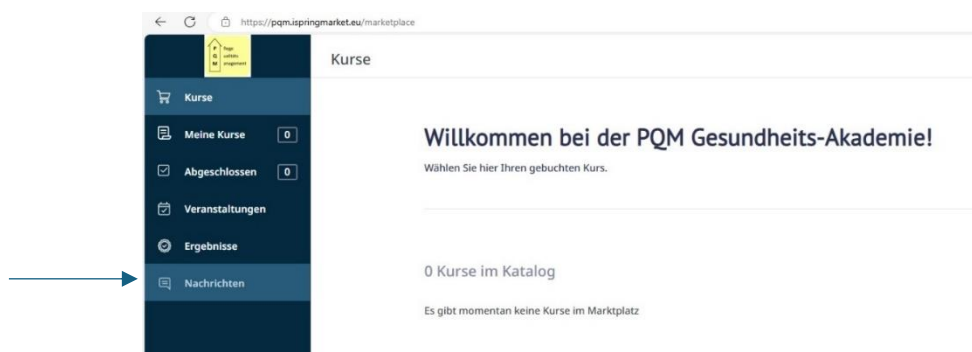 https://pqm.ispringmarket.eu/marketplace
P
Q
M
Kurse
Kurse
Meine Kurse 0
Abgeschlossen 0
Veranstaltungen
Ergebnisse
Nachrichten
Willkommen bei der PQM Gesundheits-Akademie!
Wählen Sie hier Ihren gebuchten Kurs.
0 Kurse im Katalog
Es gibt momentan keine Kurse im Marktplatz